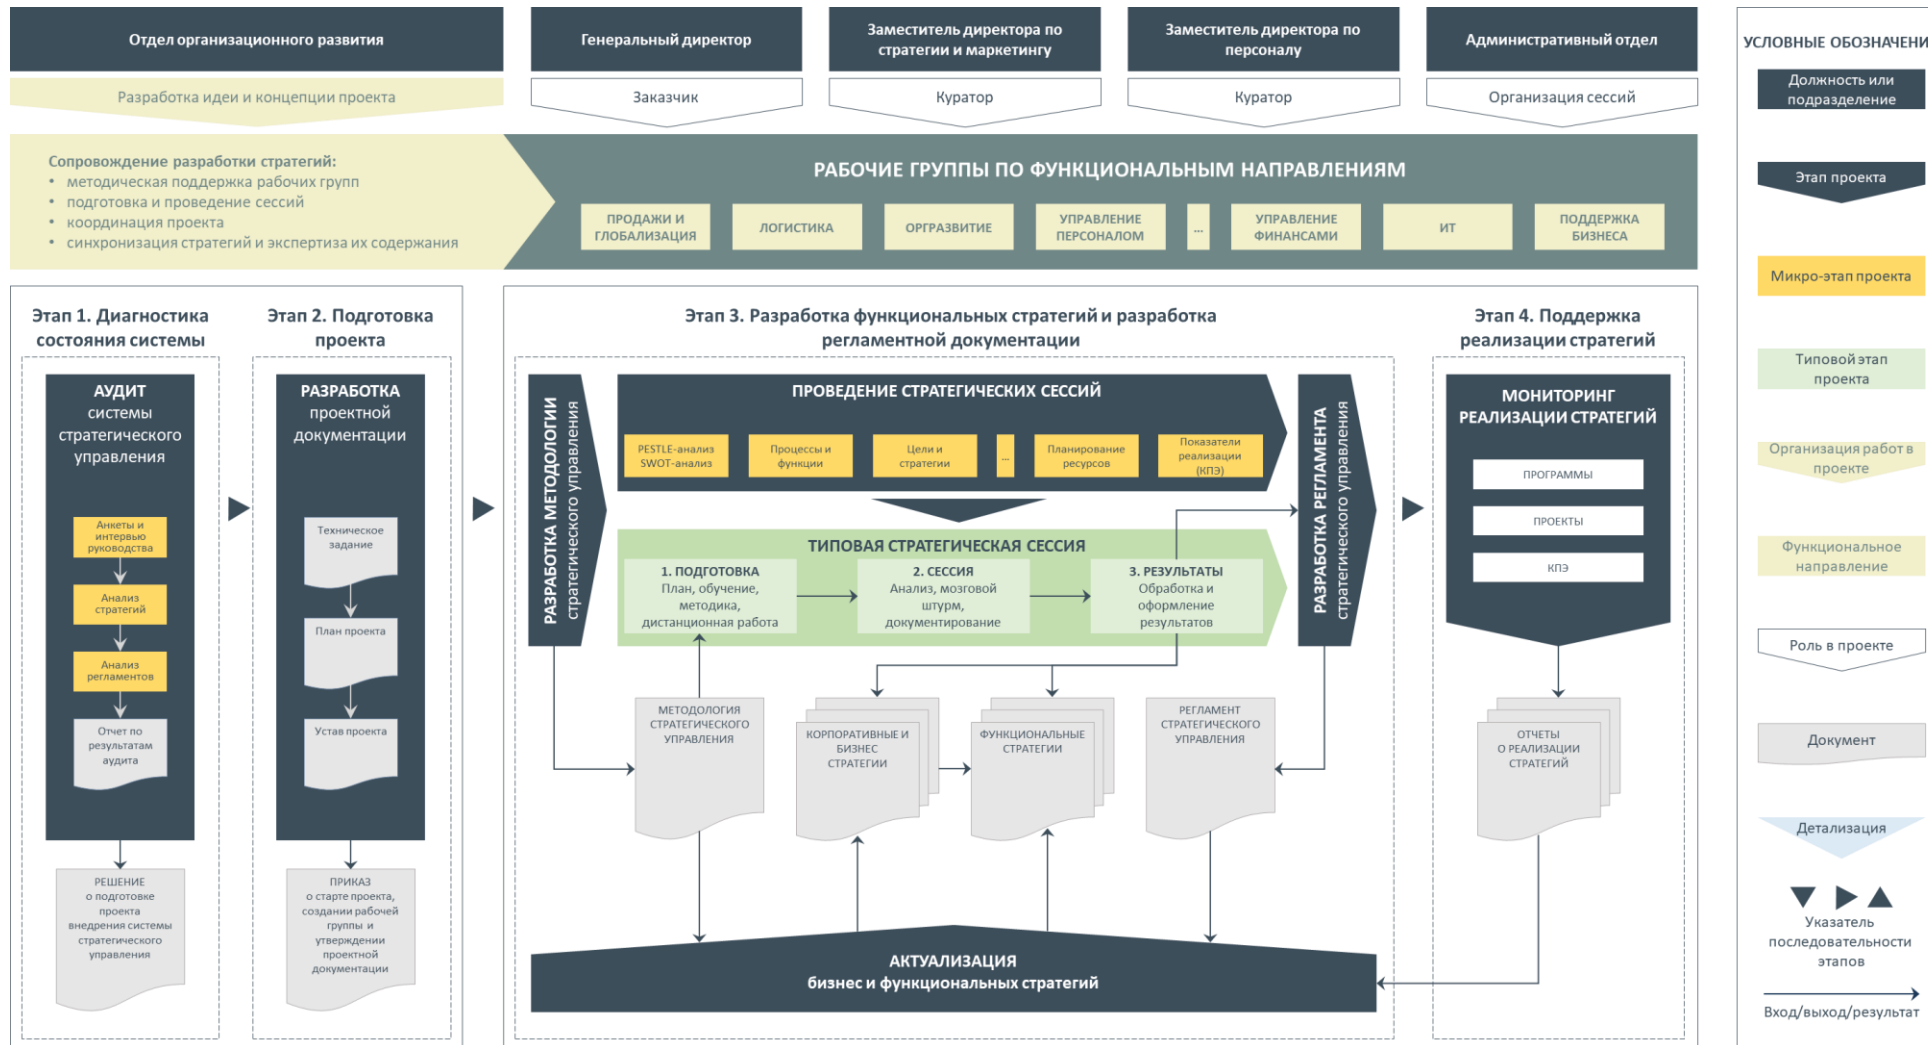 Отдел организационного развития
Генеральный директор
Заместитель директора по
стратегии и маркетингу
Заместитель директора по
персоналу
Административный отдел
Разработка идеи и концепции проекта
Заказчик
Куратор
Куратор
Организация сессий
Сопровождение разработки стратегий:
• методическая поддержка рабочих групп
• подготовка и проведение сессий
• координация проекта
• синхронизация стратегий и экспертиза их содержания
РАБОЧИЕ ГРУППЫ ПО ФУНКЦИОНАЛЬНЫМ НАПРАВЛЕНИЯМ
ПРОДАЖИ И
ГЛОБАЛИЗАЦИЯ
ЛОГИСТИКА
ОРГРАЗВИТИЕ
УПРАВЛЕНИЕ
ПЕРСОНАЛОМ
...
УПРАВЛЕНИЕ
ФИНАНСАМИ
ИТ
ПОДДЕРЖКА
БИЗНЕСА
Этап 1. Диагностика
состояния системы
АУДИТ
системы
стратегического
управления
Анкеты и
интервью
руководства
Анализ
стратегий
Анализ
регламентов
Отчет по
результатам
аудита
РЕШЕНИЕ
о подготовке
проекта
внедрения системы
стратегического
управления
Этап 2. Подготовка
проекта
РАЗРАБОТКА
проектной
документации
Техническое
задание
План проекта
Устав проекта
ПРИКАЗ
о старте проекта,
создании рабочей
группы и
утверждении
проектной
документации
Этап 3. Разработка функциональных стратегий и разработка
регламентной документации
РАЗРАБОТКА МЕТОДОЛОГИИ
стратегического управления
ПРОВЕДЕНИЕ СТРАТЕГИЧЕСКИХ СЕССИЙ
PESTLE-анализ
SWOT-анализ
Процессы и
функции
Цели и
стратегии
...
Планирование
ресурсов
Показатели
реализации
(КПЭ)
ТИПОВАЯ СТРАТЕГИЧЕСКАЯ СЕССИЯ
1. ПОДГОТОВКА
План, обучение,
методика,
дистанционная работа
2. СЕССИЯ
Анализ, мозговой
штурм,
документирование
3. РЕЗУЛЬТАТЫ
Обработка и
оформление
результатов
РАЗРАБОТКА РЕГЛАМЕНТА
стратегического управления
МЕТОДОЛОГИЯ
СТРАТЕГИЧЕСКОГО
УПРАВЛЕНИЯ
КОРПОРАТИВНЫЕ И
БИЗНЕС
СТРАТЕГИИ
ФУНКЦИОНАЛЬНЫЕ
СТРАТЕГИИ
РЕГЛАМЕНТ
СТРАТЕГИЧЕСКОГО
УПРАВЛЕНИЯ
АКТУАЛИЗАЦИЯ
бизнес и функциональных стратегий
Этап 4. Поддержка
реализации стратегий
МОНИТОРИНГ
РЕАЛИЗАЦИИ СТРАТЕГИЙ
ПРОГРАММЫ
ПРОЕКТЫ
КПЭ
ОТЧЕТЫ
О РЕАЛИЗАЦИИ
СТРАТЕГИЙ
УСЛОВНЫЕ ОБОЗНАЧЕНИ
Должность или
подразделение
Этап проекта
Микро-этап проекта
Типовой этап
проекта
Организация работ в
проекте
Функциональное
направление
Роль в проекте
Документ
Детализация
Указатель
последовательности
этапов
Вход/выход/результат